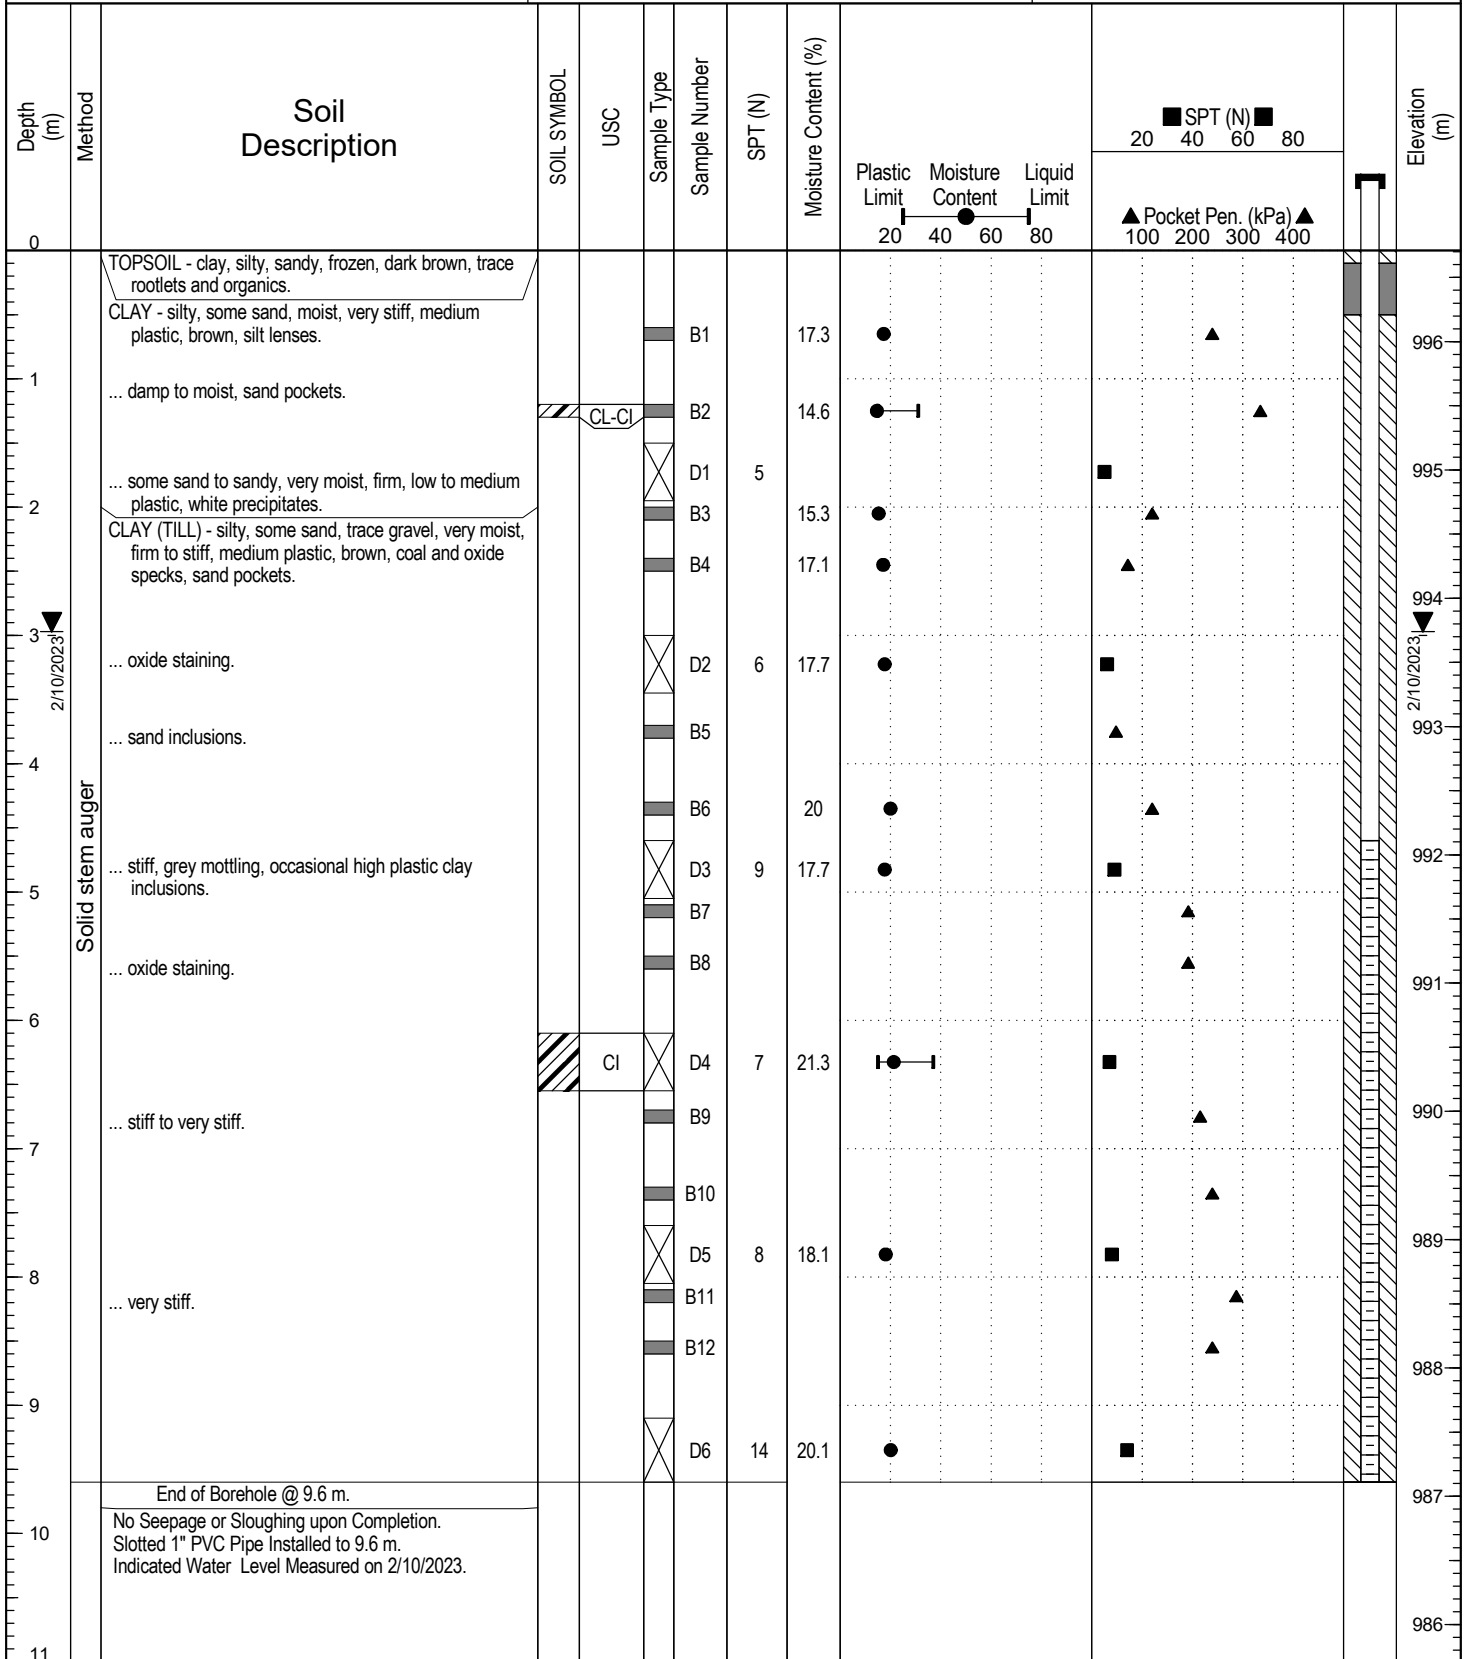 Depth
(m)
Method
Soil
Description
SOIL SYMBOL
USC
Sample Type
Sample Number
SPT (N)
Moisture Content (%)
Plastic Moisture Liquid
Limit Content Limit
20 40 60 80
SPT (N)
20 40 60 80
Pocket Pen. (kPa)
100 200 300 400
Elevation
(m)
0
TOPSOIL - clay, silty, sandy, frozen, dark brown, trace
rootlets and organics.
CLAY - silty, some sand, moist, very stiff, medium
plastic, brown, silt lenses.
B1 17.3 996
1
... damp to moist, sand pockets.
CL-CI B2 14.6
D1 5 995
... some sand to sandy, very moist, firm, low to medium
plastic, white precipitates.
2
B3 15.3
CLAY (TILL) - silty, some sand, trace gravel, very moist,
firm to stiff, medium plastic, brown, coal and oxide
specks, sand pockets.
B4 17.1
994
3
2/10/2023
2/10/2023
... oxide staining.
D2 6 17.7
993
... sand inclusions.
B5
4
B6 20
Solid stem auger
992
... stiff, grey mottling, occasional high plastic clay
inclusions.
D3 9 17.7
5
B7
... oxide staining.
B8
991
6
CI D4 7 21.3
990
... stiff to very stiff.
B9
7
B10
989
D5 8 18.1
8
... very stiff.
B11
B12
988
9
D6 14 20.1
End of Borehole @ 9.6 m.
987
No Seepage or Sloughing upon Completion.
10
Slotted 1" PVC Pipe Installed to 9.6 m.
Indicated Water Level Measured on 2/10/2023.
986
11